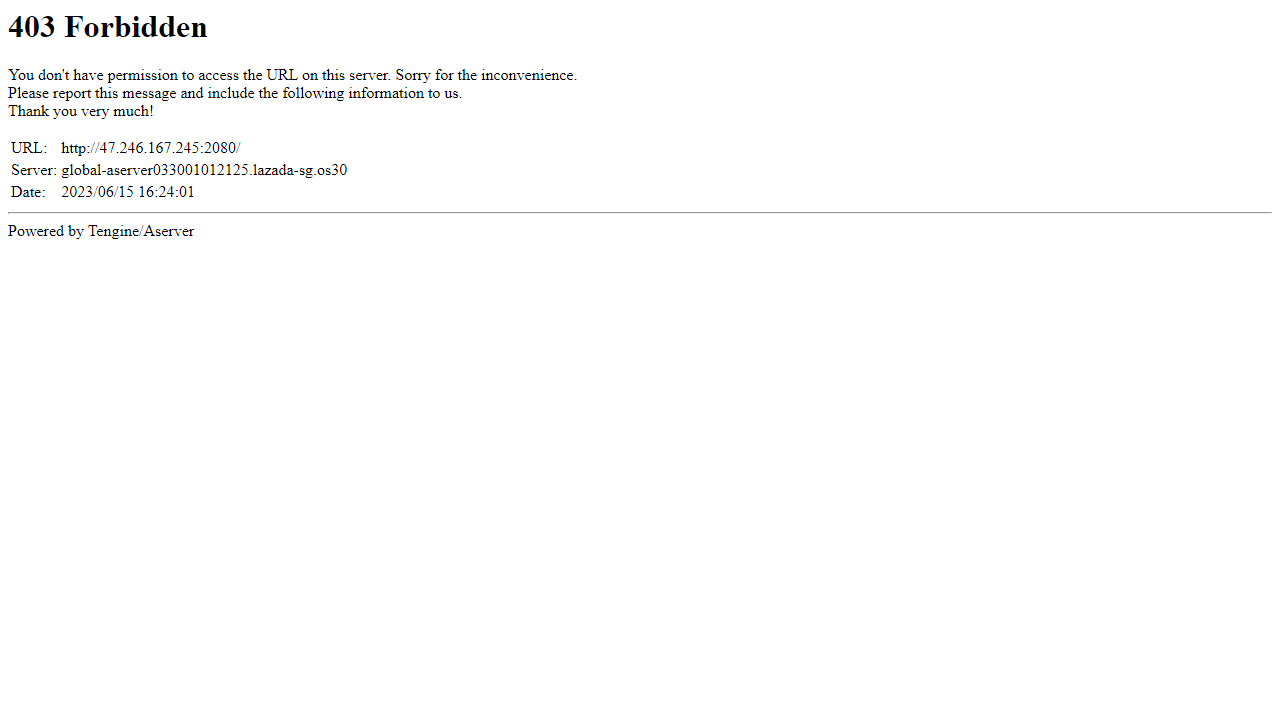 403 Forbidden
You don't have permission to access the URL on this server. Sorry for the inconvenience.
Please report this message and include the following information to us.
Thank you very much!
URL: http://47.246.167.245:2080/
Server: global-aserver033001012125.lazada-sg.os30
Date: 2023/06/15 16:24:01
Powered by Tengine/Aserver